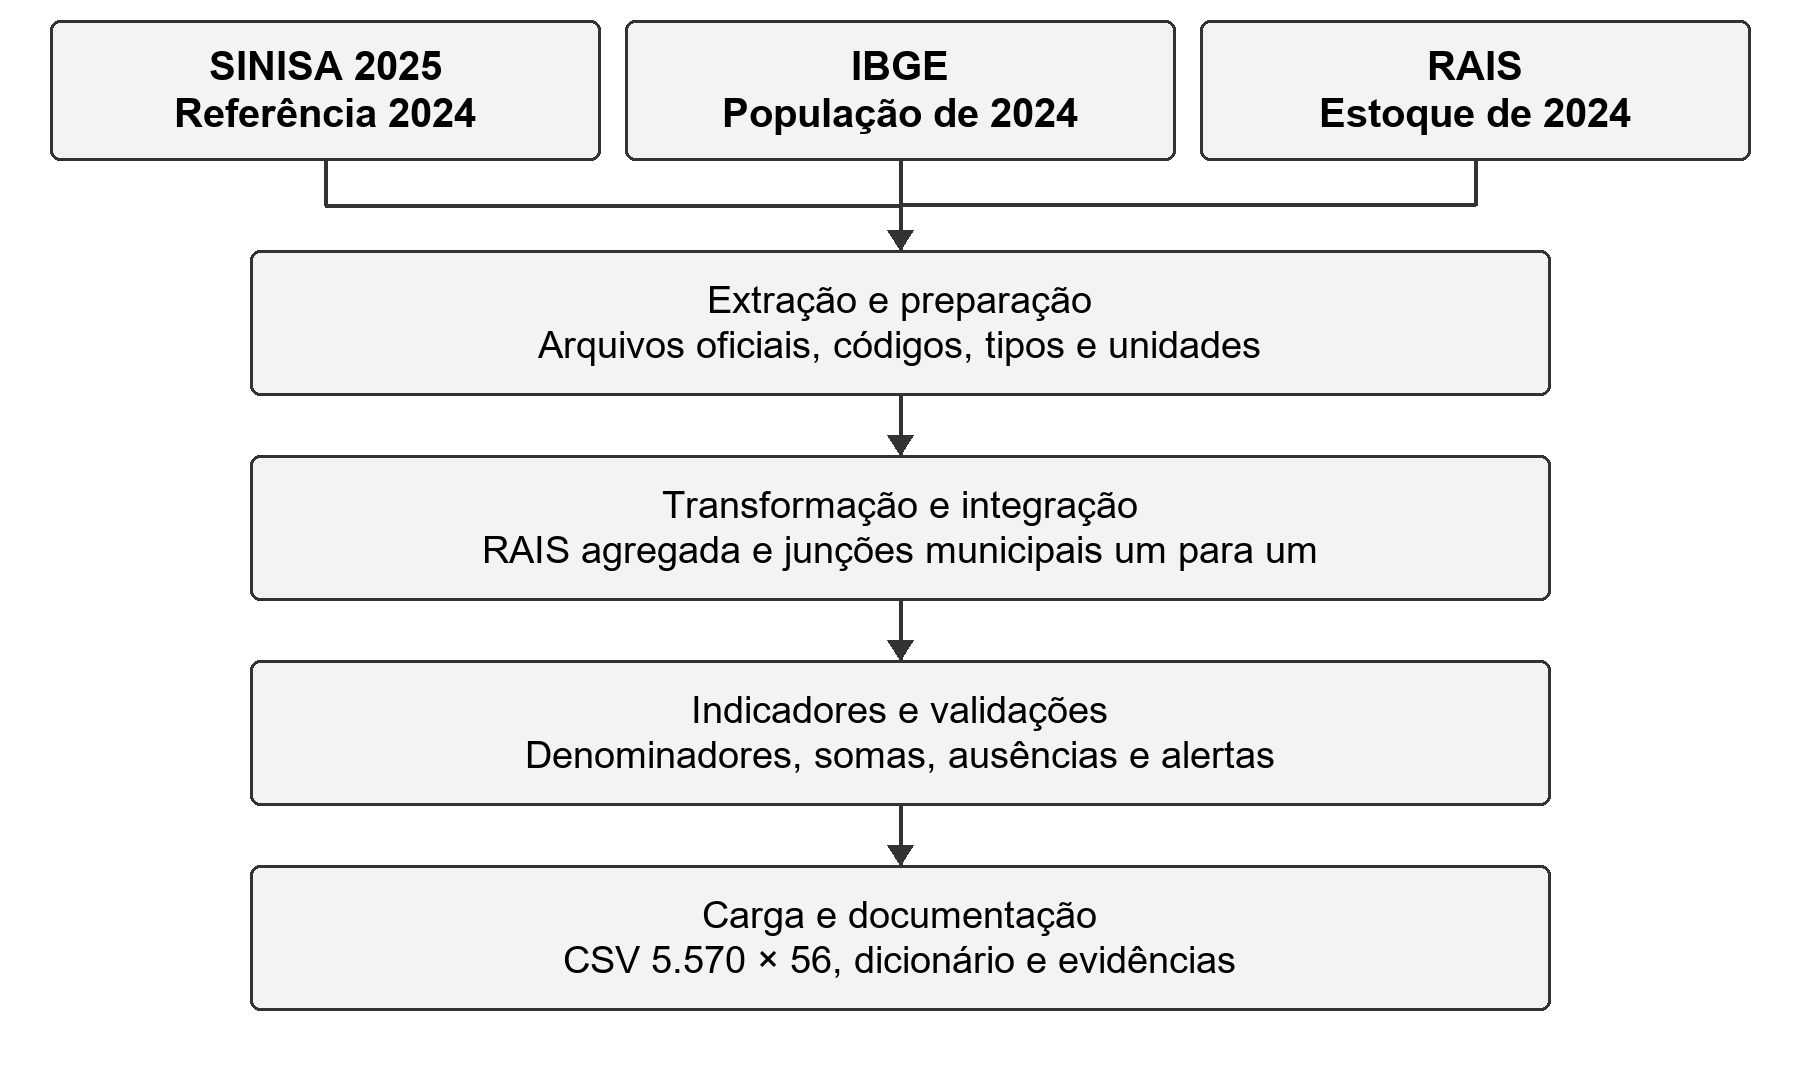 SINISA 2025
Referência 2024
IBGE
População de 2024
RAIS
Estoque de 2024
Extração e preparação
Arquivos oficiais, códigos, tipos e unidades
Transformação e integração
RAIS agregada e junções municipais um para um
Indicadores e validações
Denominadores, somas, ausências e alertas
Carga e documentação
CSV 5.570 × 56, dicionário e evidências